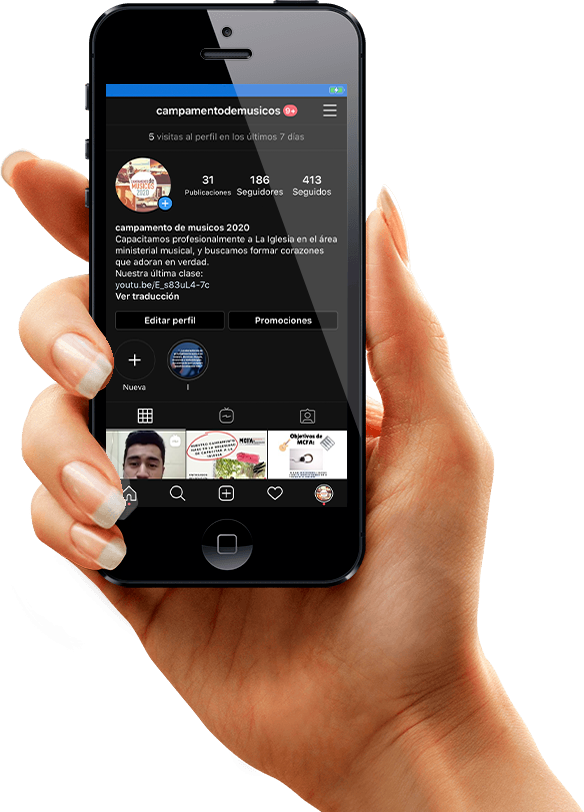 campamentodemusicos 9+
5 visitas al perfil en los últimos 7 días
CAMPAMENTO DE
MUSICOS
2020
31 186 413
Publicaciones Seguidores Seguidos
campamento de musicos 2020
Capacitamos profesionalmente a La Iglesia en el área
ministerial musical, y buscamos formar corazones
que adoran en verdad.
Nuestra última clase:
youtu.be/E_s83uL4-7c
Ver traducción
Editar perfil Promociones
Nueva I
MCFA:
Objetivos de
MCFA: